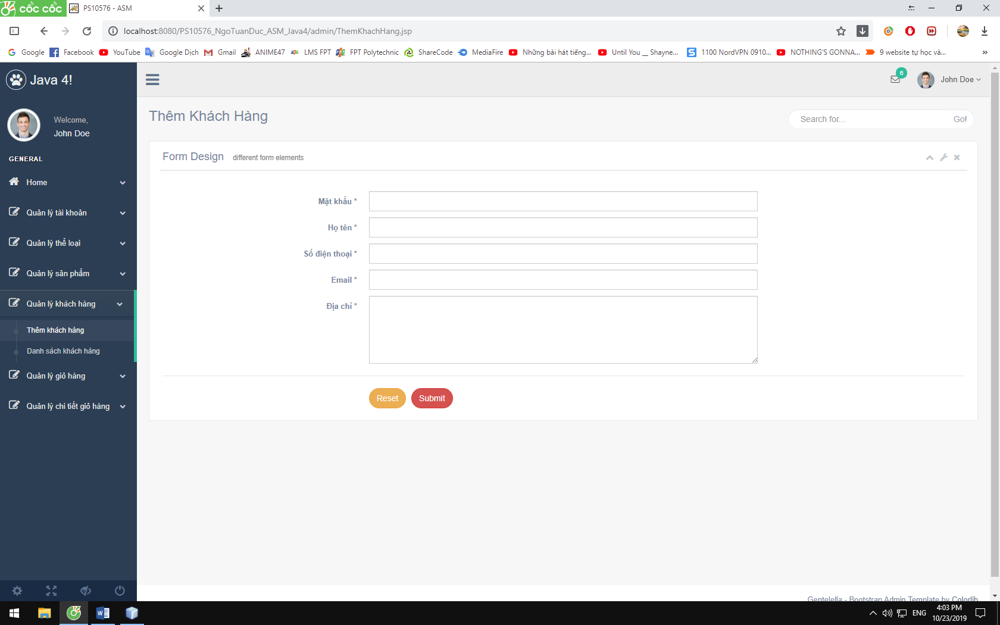 cốc cốc
PS10576 - ASM
localhost:8080/PS10576_NgoTuanDuc_ASM_Java4/admin/ThemKhachHang.jsp
Google Facebook YouTube Google Dịch Gmail ANIME47 LMS FPT FPT Polytechnic ShareCode MediaFire Những bài hát tiếng... Until You __ Shayne... 1100 NordVPN 0910... NOTHING'S GONNA... 9 website tự học và... »
Java 4!
6
John Doe
Welcome,
John Doe
GENERAL
Home
Quản lý tài khoản
Quản lý thể loại
Quản lý sản phẩm
Quản lý khách hàng
Thêm khách hàng
Danh sách khách hàng
Quản lý giỏ hàng
Quản lý chi tiết giỏ hàng
Thêm Khách Hàng
Search for... Go!
Form Design different form elements
Mật khẩu *
Họ tên *
Số điện thoại *
Email *
Địa chỉ *
Reset Submit
Gentelella - Bootstrap Admin Template by Colorlib
ENG
4:03 PM
10/23/2019